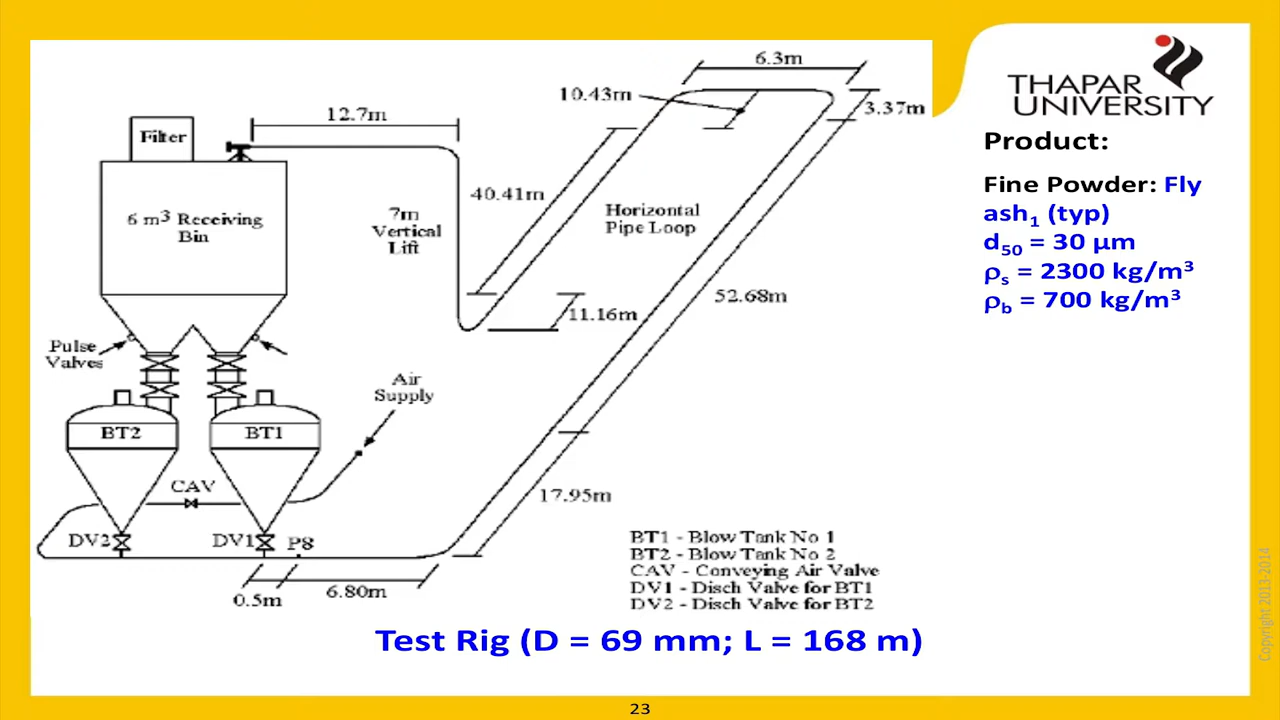 6.3m
10.43m
3.37m
12.7m
Filter
40.41m
6 m³ Receiving
Bin
7m
Vertical
Lift
Horizontal
Pipe Loop
52.68m
11.16m
Pulse
Valves
Air
Supply
BT2
BT1
CAV
17.95m
DV2
DV1
P8
0.5m
6.80m
BT1 - Blow Tank No 1
BT2 - Blow Tank No 2
CAV - Conveying Air Valve
DV1 - Disch Valve for BT1
DV2 - Disch Valve for BT2
Test Rig (D = 69 mm; L = 168 m)
THAPAR
UNIVERSITY
Product:
Fine Powder: Fly
ash₁ (typ)
d₅₀ = 30 µm
ρs = 2300 kg/m³
ρb = 700 kg/m³
Copyright 2013-2014
23